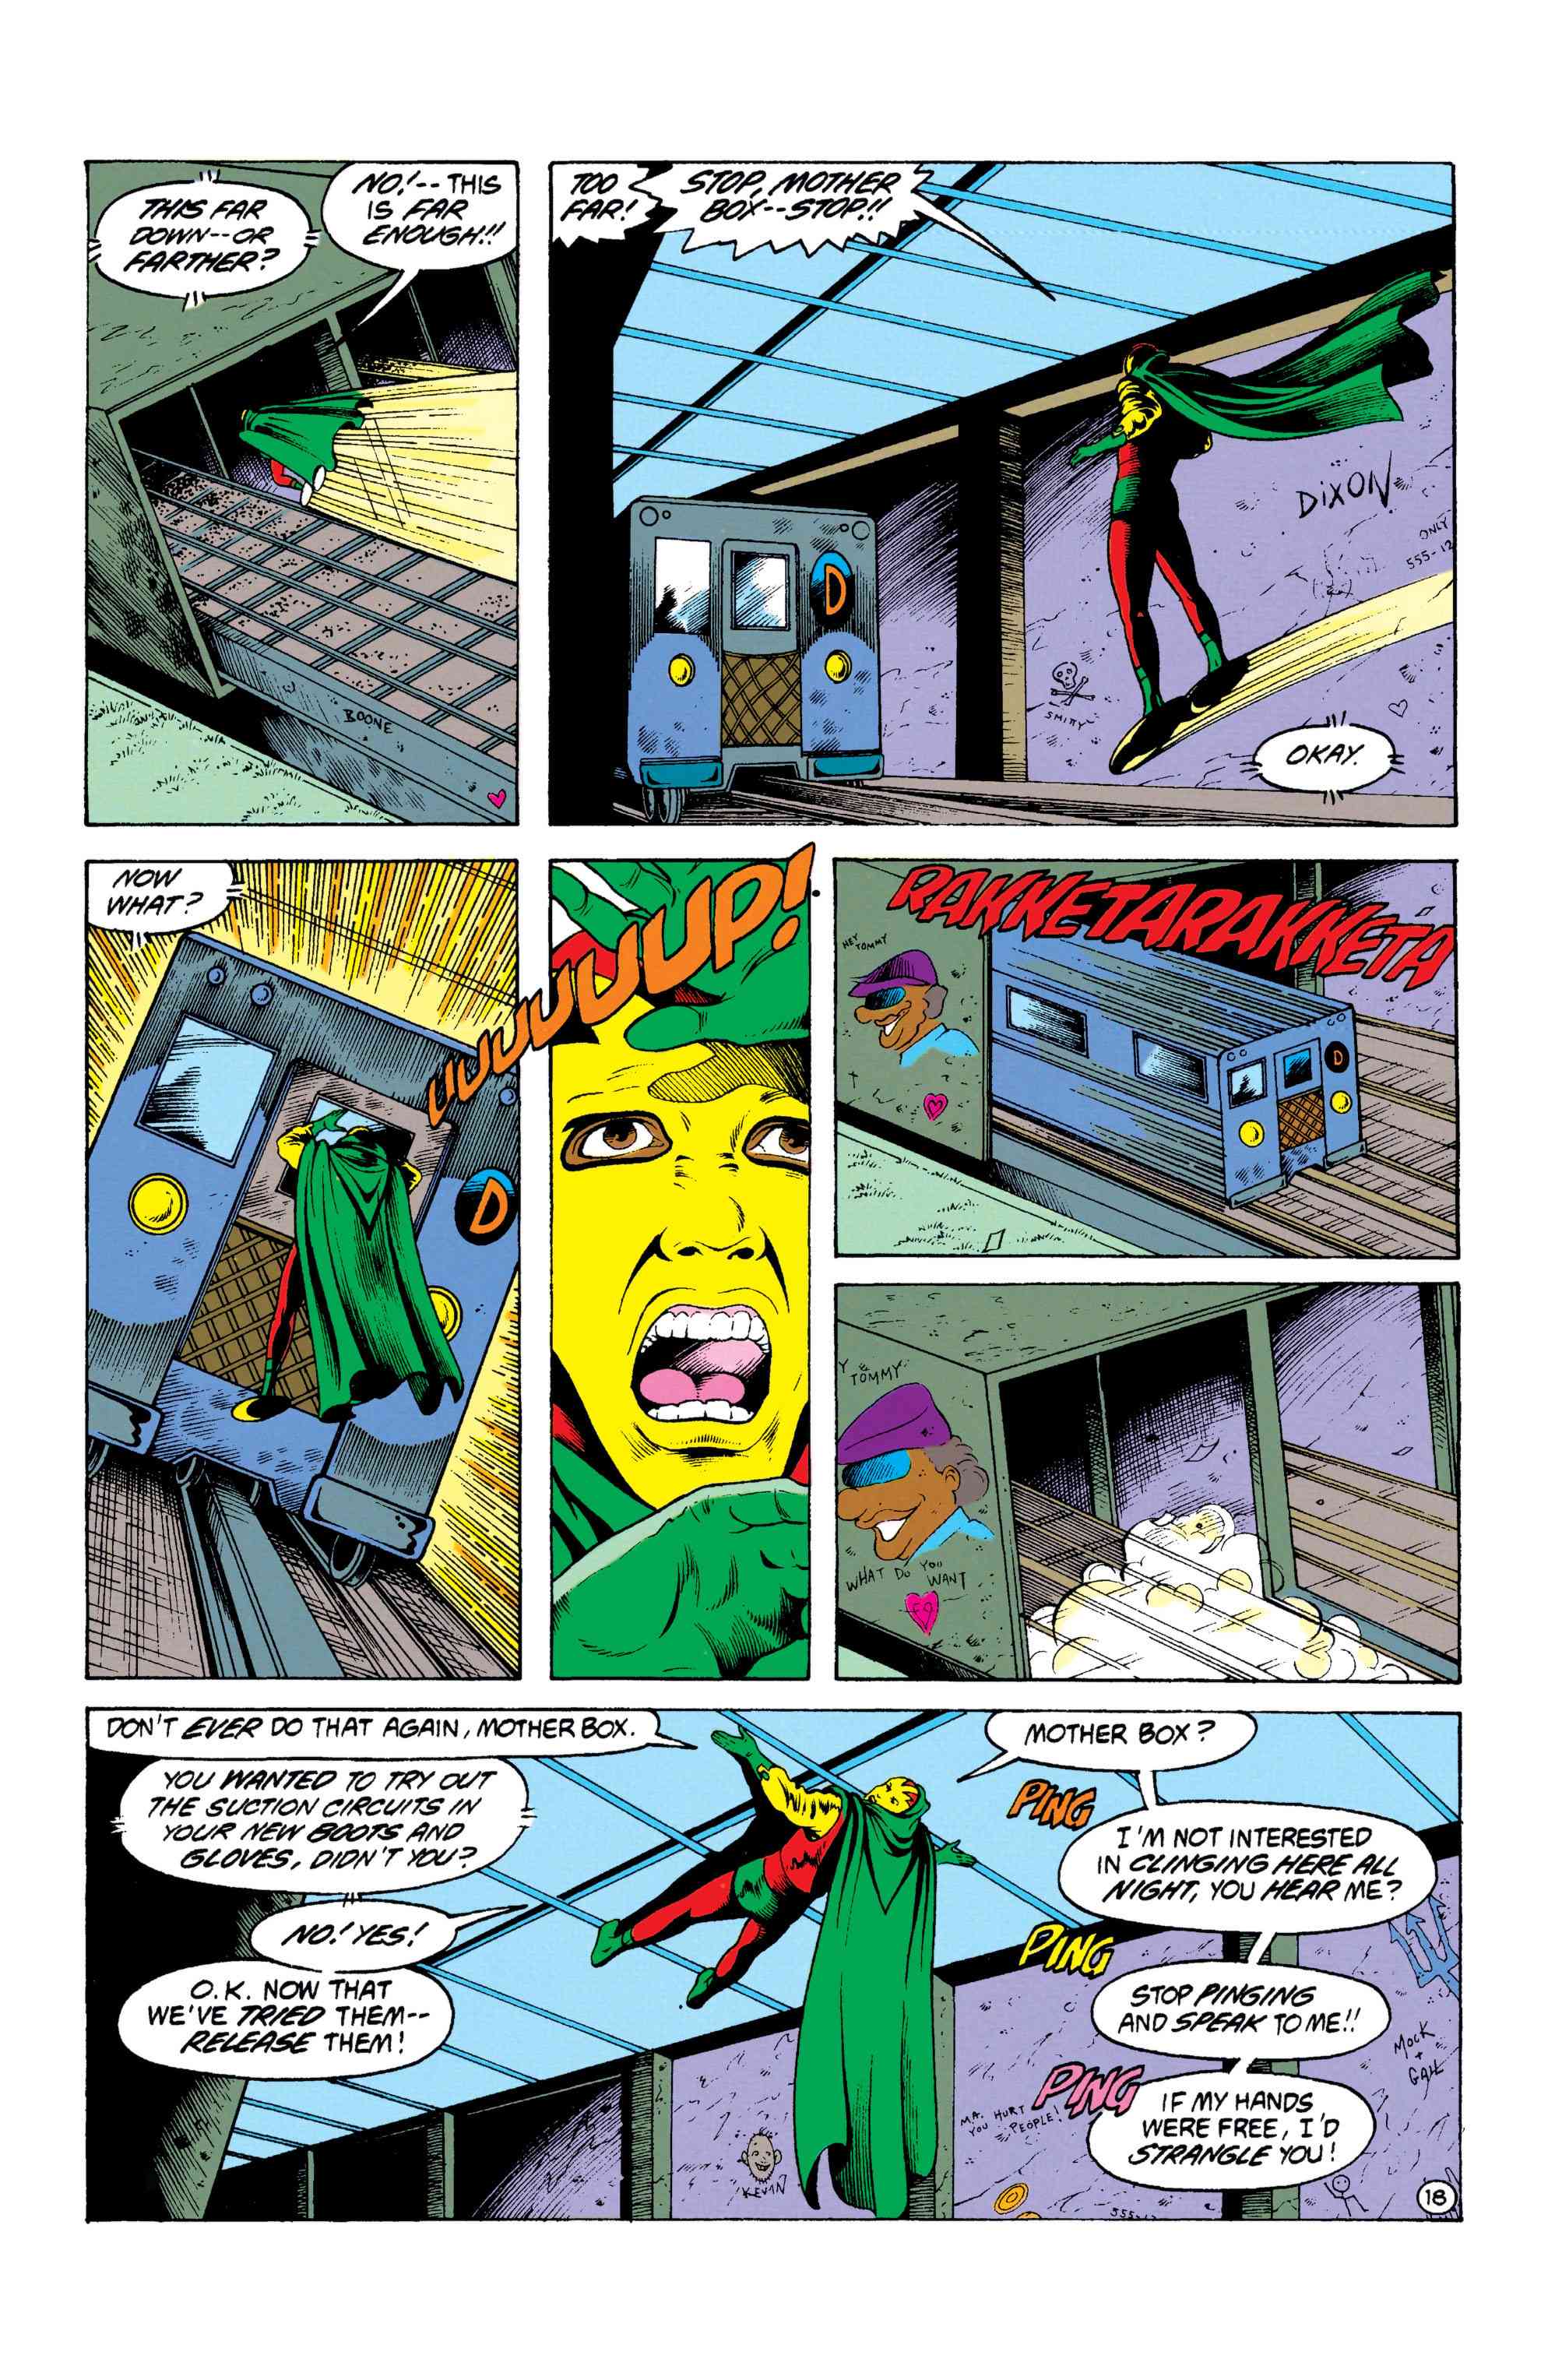 THIS FAR
DOWN--OR
FARTHER?
NO!--THIS
IS FAR
ENOUGH!!
BOONE
TOO
FAR!
STOP, MOTHER
BOX--STOP!!
D
DIXON
ONLY
555-12
SMITTY
OKAY.
NOW
WHAT?
D
UUUUUUP!
RAKKETARAKKETA
HEY
TOMMY
D
Y
TOMMY
WHAT DO YOU
WANT
DON'T EVER DO THAT AGAIN, MOTHER BOX.
YOU WANTED TO TRY OUT
THE SUCTION CIRCUITS IN
YOUR NEW BOOTS AND
GLOVES, DIDN'T YOU?
NO! YES!
O.K. NOW THAT
WE'VE TRIED THEM--
RELEASE THEM!
MOTHER BOX?
PING
I'M NOT INTERESTED
IN CLINGING HERE ALL
NIGHT, YOU HEAR ME?
PING
STOP PINGING
AND SPEAK TO ME!!
PING
IF MY HANDS
WERE FREE, I'D
STRANGLE YOU!
MOCK
+
GAIL
M.A. HURT
YOU PEOPLE!
KEVIN
18